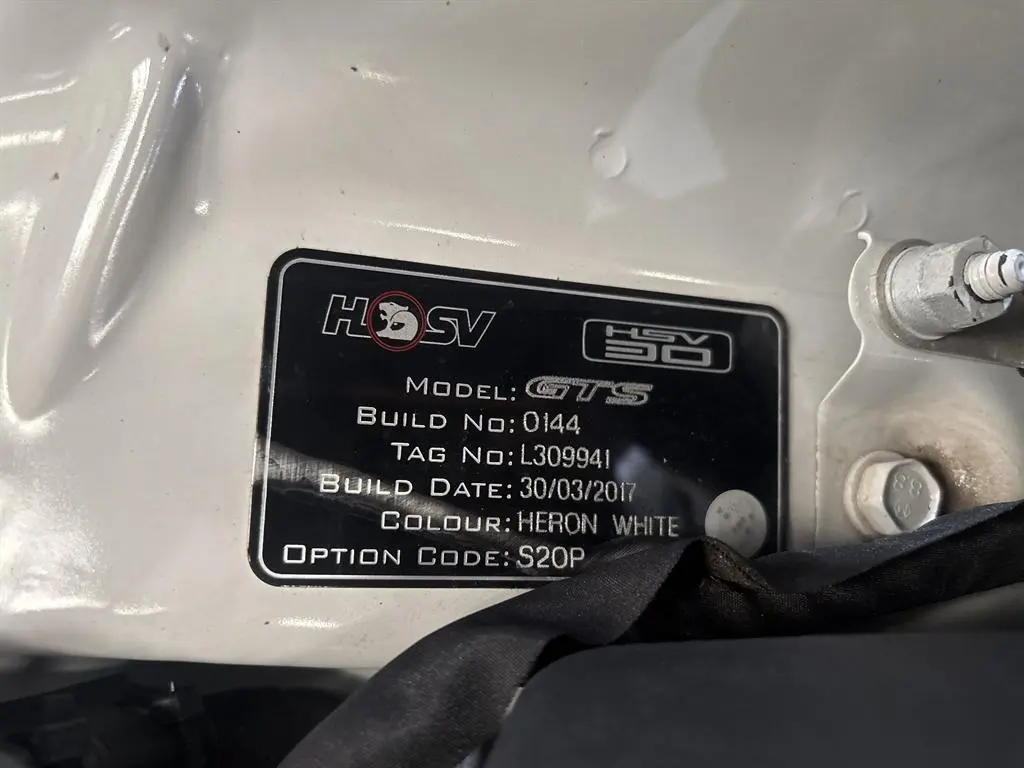 HSV
HSV
30
MODEL: GTS
BUILD NO: 0144
TAG NO: L309941
BUILD DATE: 30/03/2017
COLOUR: HERON WHITE
OPTION CODE: S20P